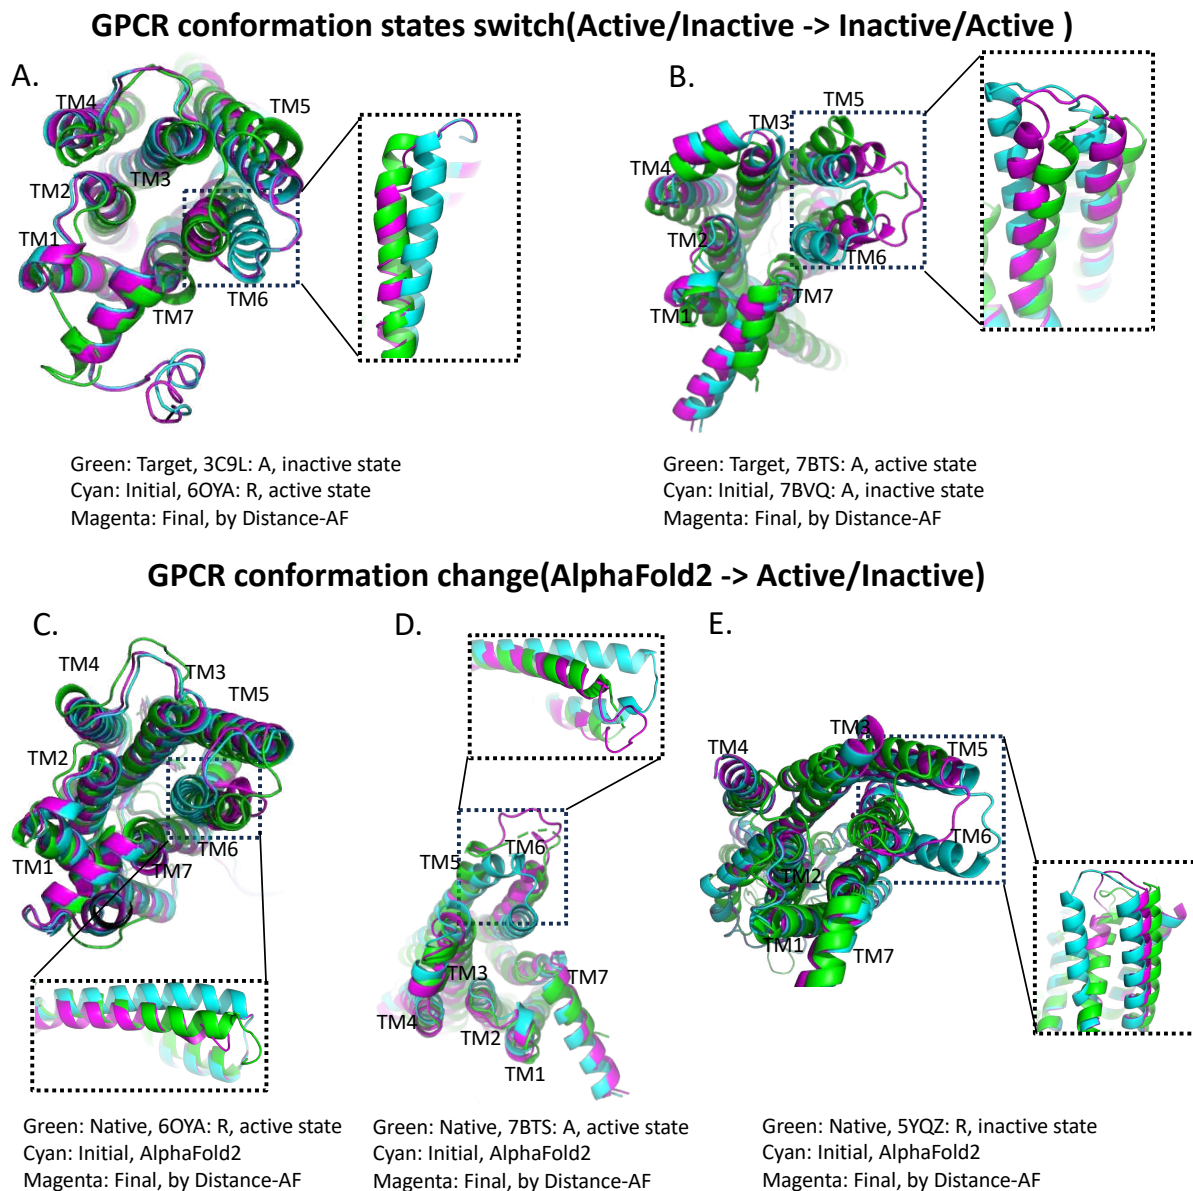 GPCR conformation states switch(Active/Inactive -> Inactive/Active )
A.
TM4
TM5
TM2
TM3
TM1
TM7
TM6
Green: Target, 3C9L: A, inactive state
Cyan: Initial, 6OYA: R, active state
Magenta: Final, by Distance-AF
B.
TM5
TM3
TM4
TM2
TM6
TM7
TM1
Green: Target, 7BTS: A, active state
Cyan: Initial, 7BVQ: A, inactive state
Magenta: Final, by Distance-AF
GPCR conformation change(AlphaFold2 -> Active/Inactive)
C.
TM4
TM3
TM5
TM2
TM6
TM1
TM7
Green: Native, 6OYA: R, active state
Cyan: Initial, AlphaFold2
Magenta: Final, by Distance-AF
D.
TM5
TM6
TM3
TM7
TM4
TM2
TM1
Green: Native, 7BTS: A, active state
Cyan: Initial, AlphaFold2
Magenta: Final, by Distance-AF
E.
TM3
TM4
TM5
TM6
TM2
TM1
TM7
Green: Native, 5YQZ: R, inactive state
Cyan: Initial, AlphaFold2
Magenta: Final, by Distance-AF